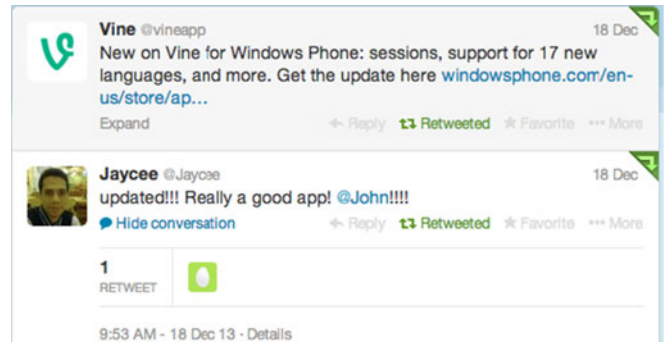 Vine @vineapp 18 Dec
New on Vine for Windows Phone: sessions, support for 17 new
languages, and more. Get the update here windowsphone.com/en-
us/store/ap...
Expand Reply Retweeted Favorite More
Jaycee @Jaycee 18 Dec
updated!!! Really a good app! @John!!!!
Hide conversation Reply Retweeted Favorite More
1
RETWEET
9:53 AM - 18 Dec 13 · Details